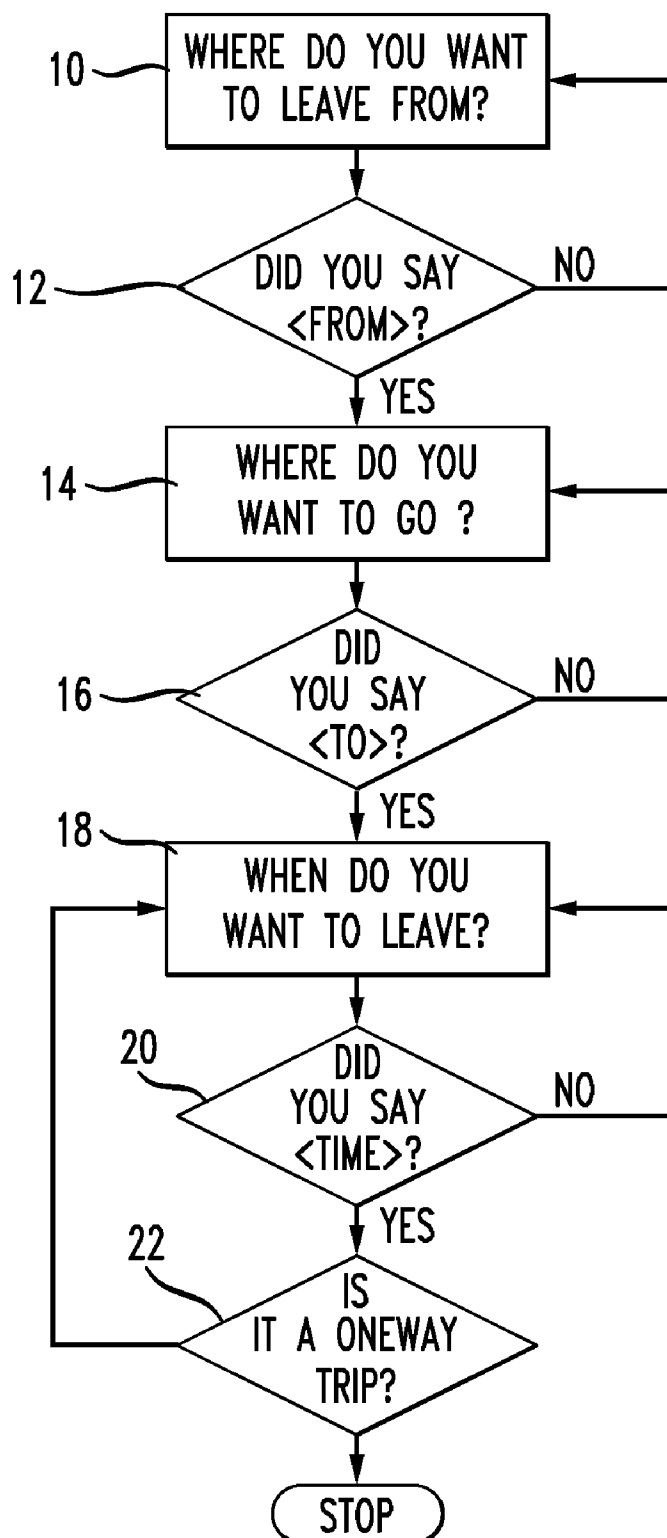 10
WHERE DO YOU WANT
TO LEAVE FROM?
12
DID YOU SAY
<FROM>?
NO
YES
14
WHERE DO YOU
WANT TO GO ?
16
DID
YOU SAY
<TO>?
NO
YES
18
WHEN DO YOU
WANT TO LEAVE?
20
DID
YOU SAY
<TIME>?
NO
YES
22
IS
IT A ONEWAY
TRIP?
STOP